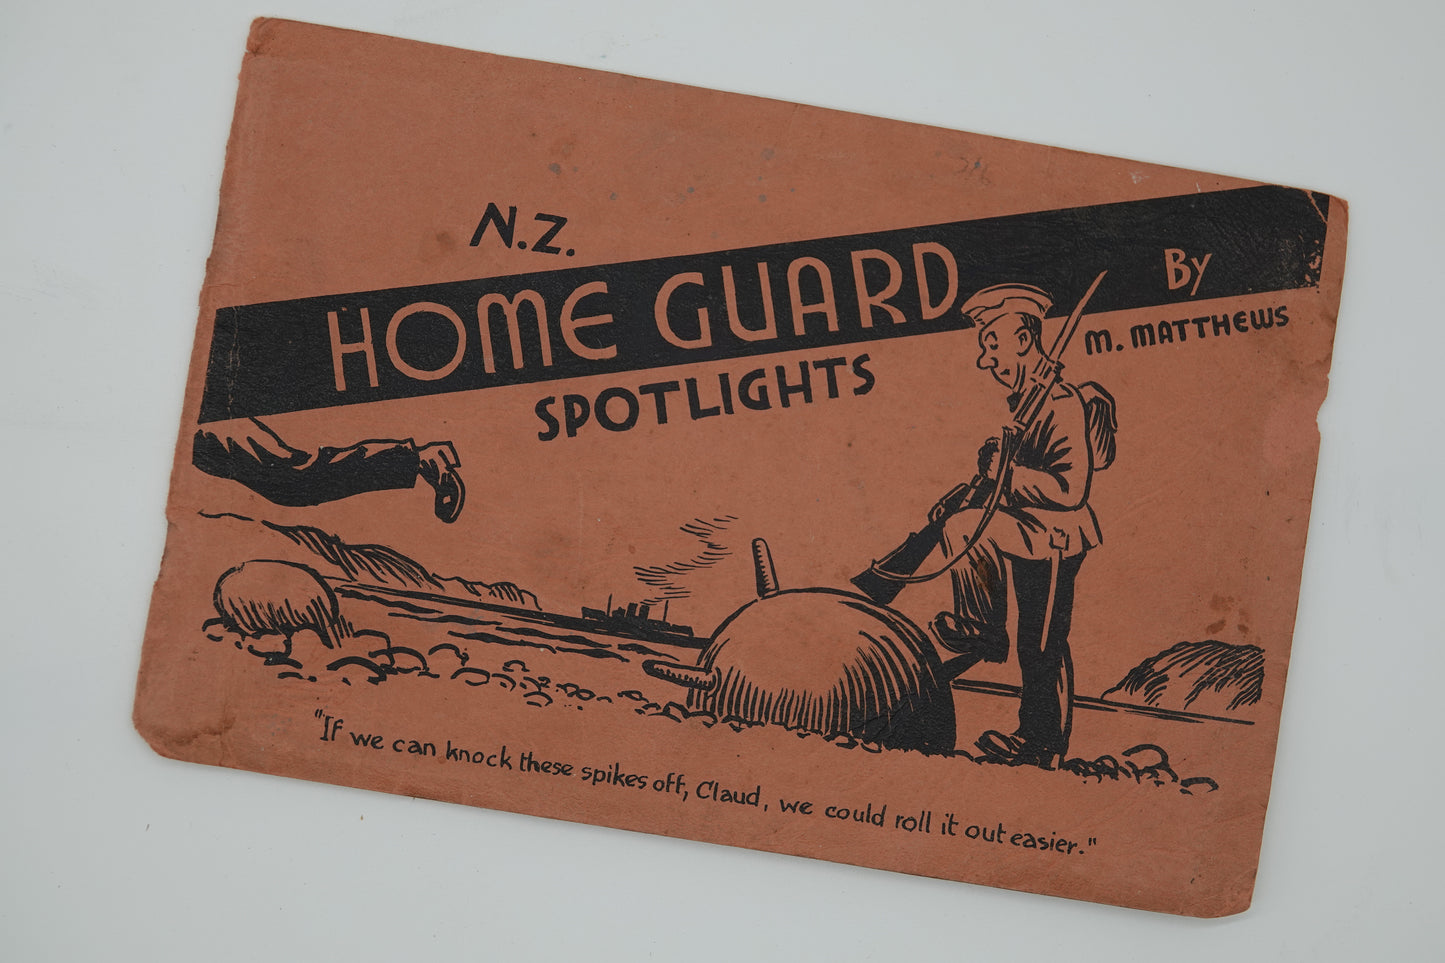 N.Z.
HOME GUARD
SPOTLIGHTS
By
M. MATTHEWS
"If we can knock these spikes off, Claud, we could roll it out easier."